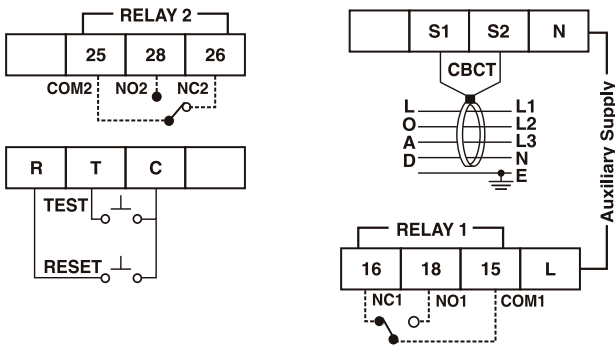 RELAY 2
25 28 26
COM2 NO2 NC2
R T C
TEST
RESET
S1 S2 N
CBCT
L L1
O L2
A L3
D N
E
Auxiliary Supply
RELAY 1
16 18 15 L
NC1 NO1 COM1